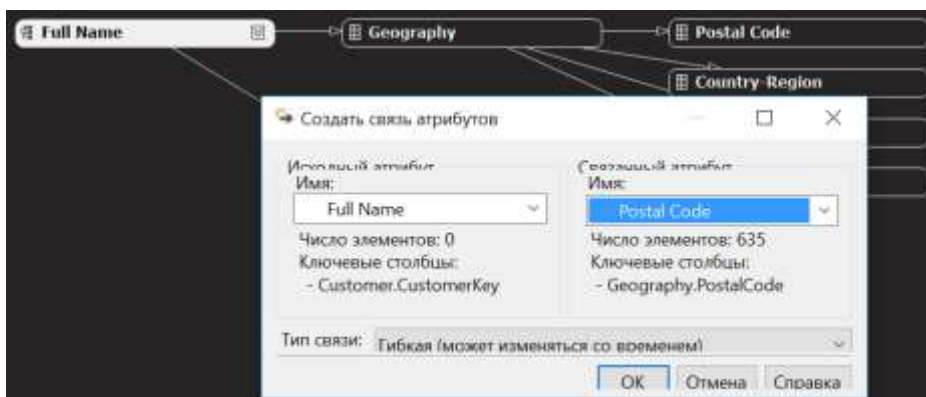 Full Name
Geography
Postal Code
Country-Region
Создать связь атрибутов
Исходный атрибут
Связанный атрибут
Имя:
Имя:
Full Name
Postal Code
Число элементов: 0
Число элементов: 635
Ключевые столбцы:
Ключевые столбцы:
- Customer.CustomerKey
- Geography.PostalCode
Тип связи:
Гибкая (может изменяться со временем)
OK
Отмена
Справка